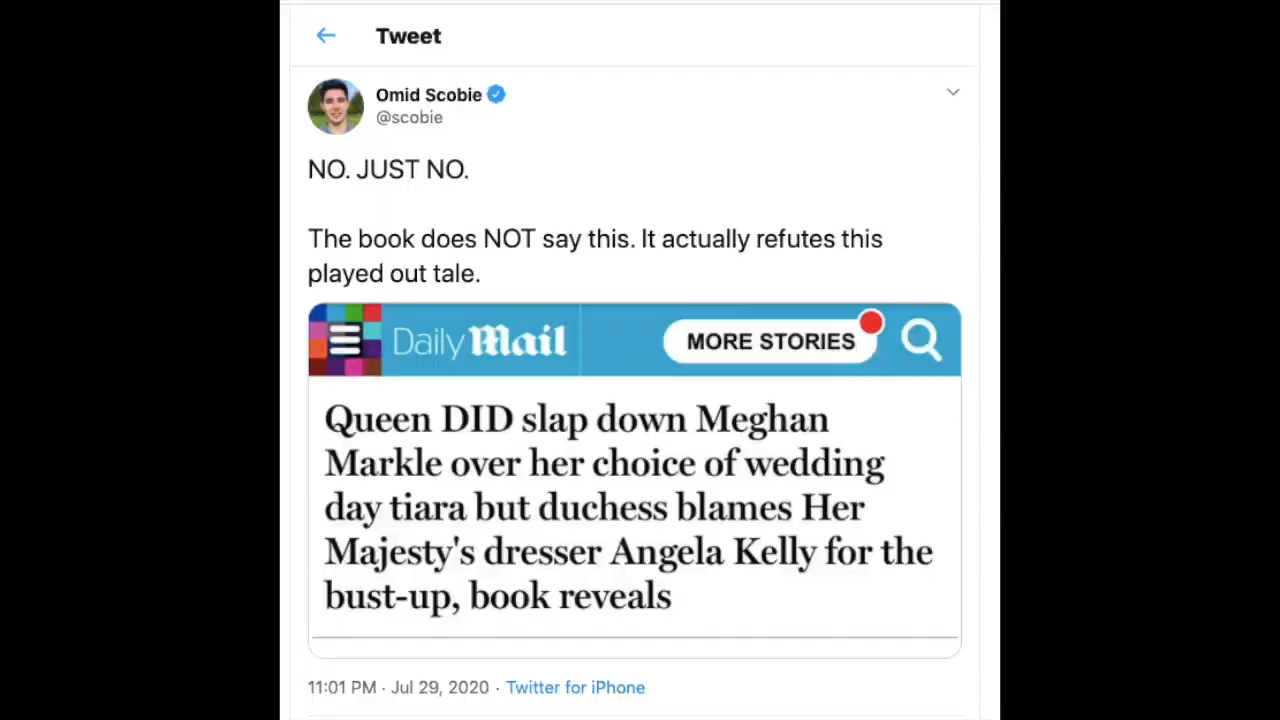 Tweet
Omid Scobie
@scobie
NO. JUST NO.
The book does NOT say this. It actually refutes this
played out tale.
Daily Mail
MORE STORIES
Queen DID slap down Meghan
Markle over her choice of wedding
day tiara but duchess blames Her
Majesty's dresser Angela Kelly for the
bust-up, book reveals
11:01 PM · Jul 29, 2020 · Twitter for iPhone